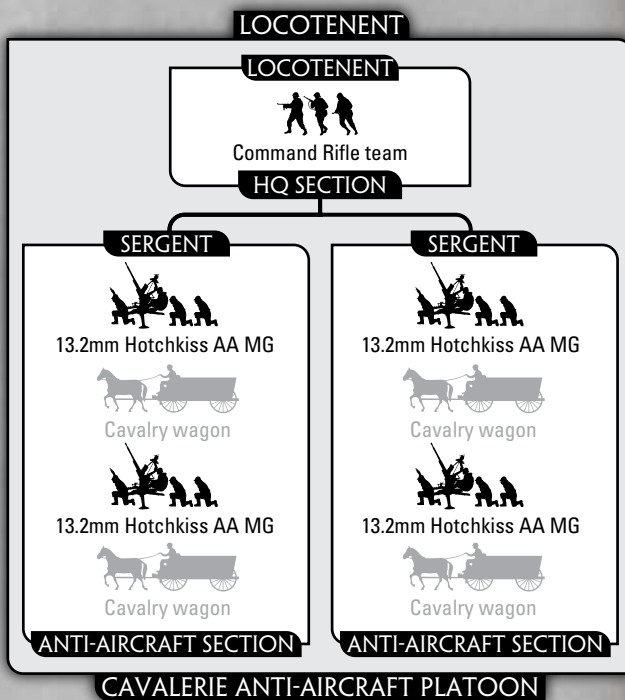 LOCOTENENT
LOCOTENENT
Command Rifle team
HQ SECTION
SERGENT
13.2mm Hotchkiss AA MG
Cavalry wagon
13.2mm Hotchkiss AA MG
Cavalry wagon
ANTI-AIRCRAFT SECTION
SERGENT
13.2mm Hotchkiss AA MG
Cavalry wagon
13.2mm Hotchkiss AA MG
Cavalry wagon
ANTI-AIRCRAFT SECTION
CAVALERIE ANTI-AIRCRAFT PLATOON